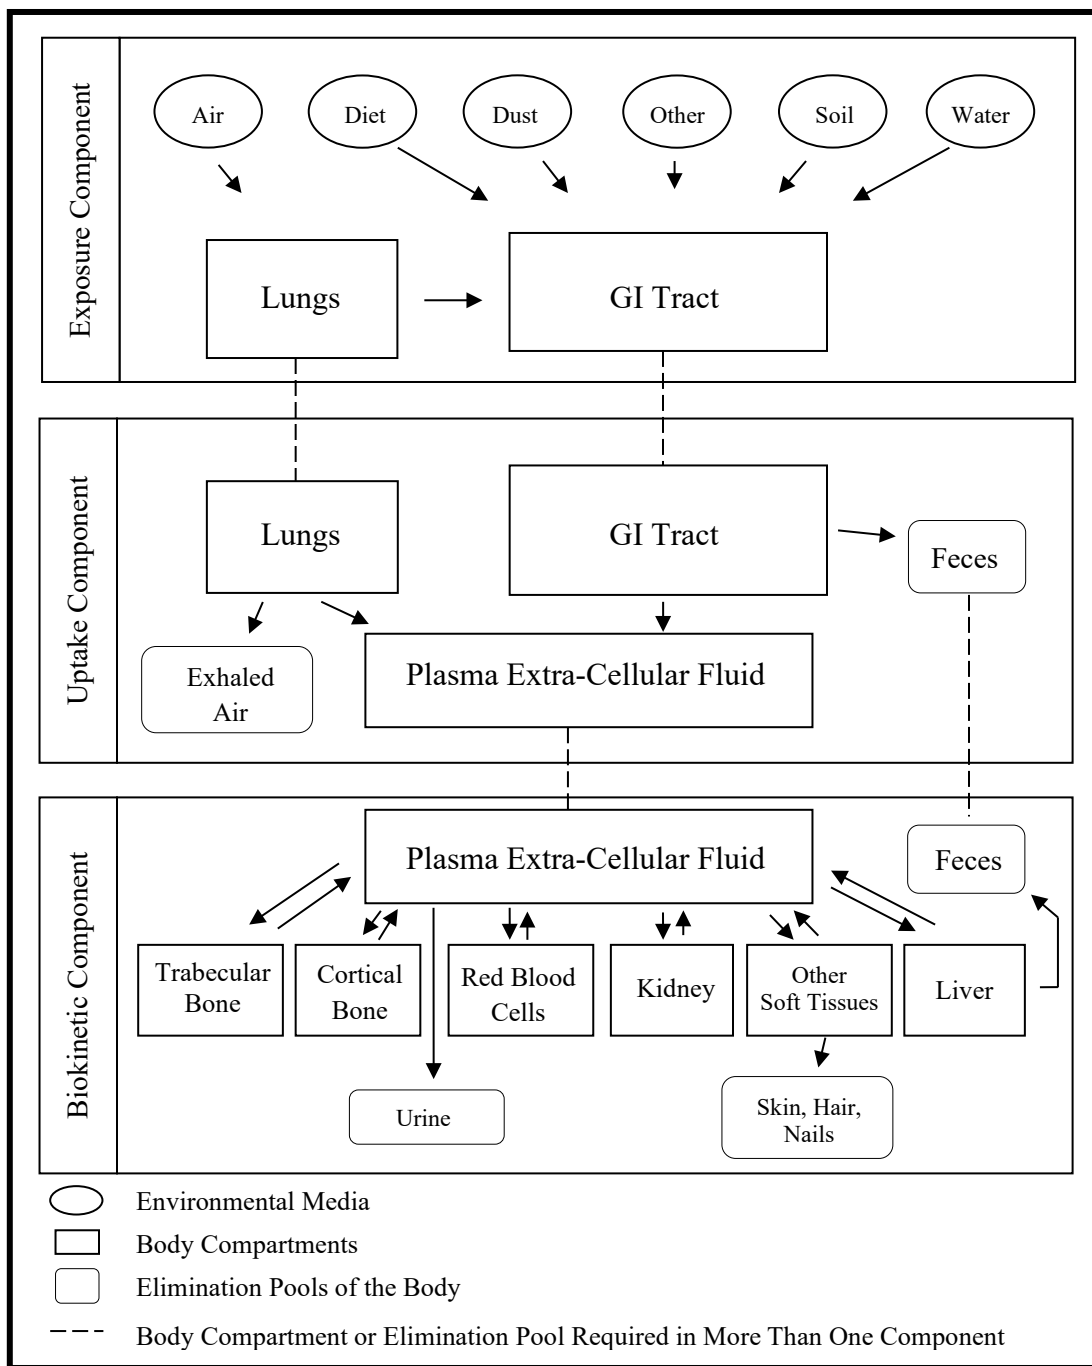 Exposure Component
Air
Diet
Dust
Other
Soil
Water
Lungs
GI Tract
Uptake Component
Lungs
GI Tract
Feces
Exhaled
Air
Plasma Extra-Cellular Fluid
Biokinetic Component
Plasma Extra-Cellular Fluid
Feces
Trabecular
Bone
Cortical
Bone
Red Blood
Cells
Kidney
Other
Soft Tissues
Liver
Urine
Skin, Hair,
Nails
Environmental Media
Body Compartments
Elimination Pools of the Body
Body Compartment or Elimination Pool Required in More Than One Component